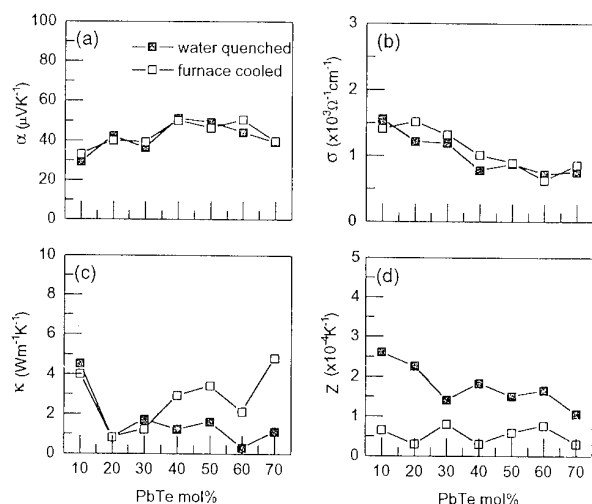 (a)
water quenched
furnace cooled
α (μVK⁻¹)
100
80
60
40
20
0
(b)
σ (x10³Ω⁻¹cm⁻¹)
3
2
1
0
(c)
κ (Wm⁻¹K⁻¹)
10
8
6
4
2
0
10 20 30 40 50 60 70
PbTe mol%
(d)
Z (x10⁻⁴K⁻¹)
5
4
3
2
1
0
10 20 30 40 50 60 70
PbTe mol%